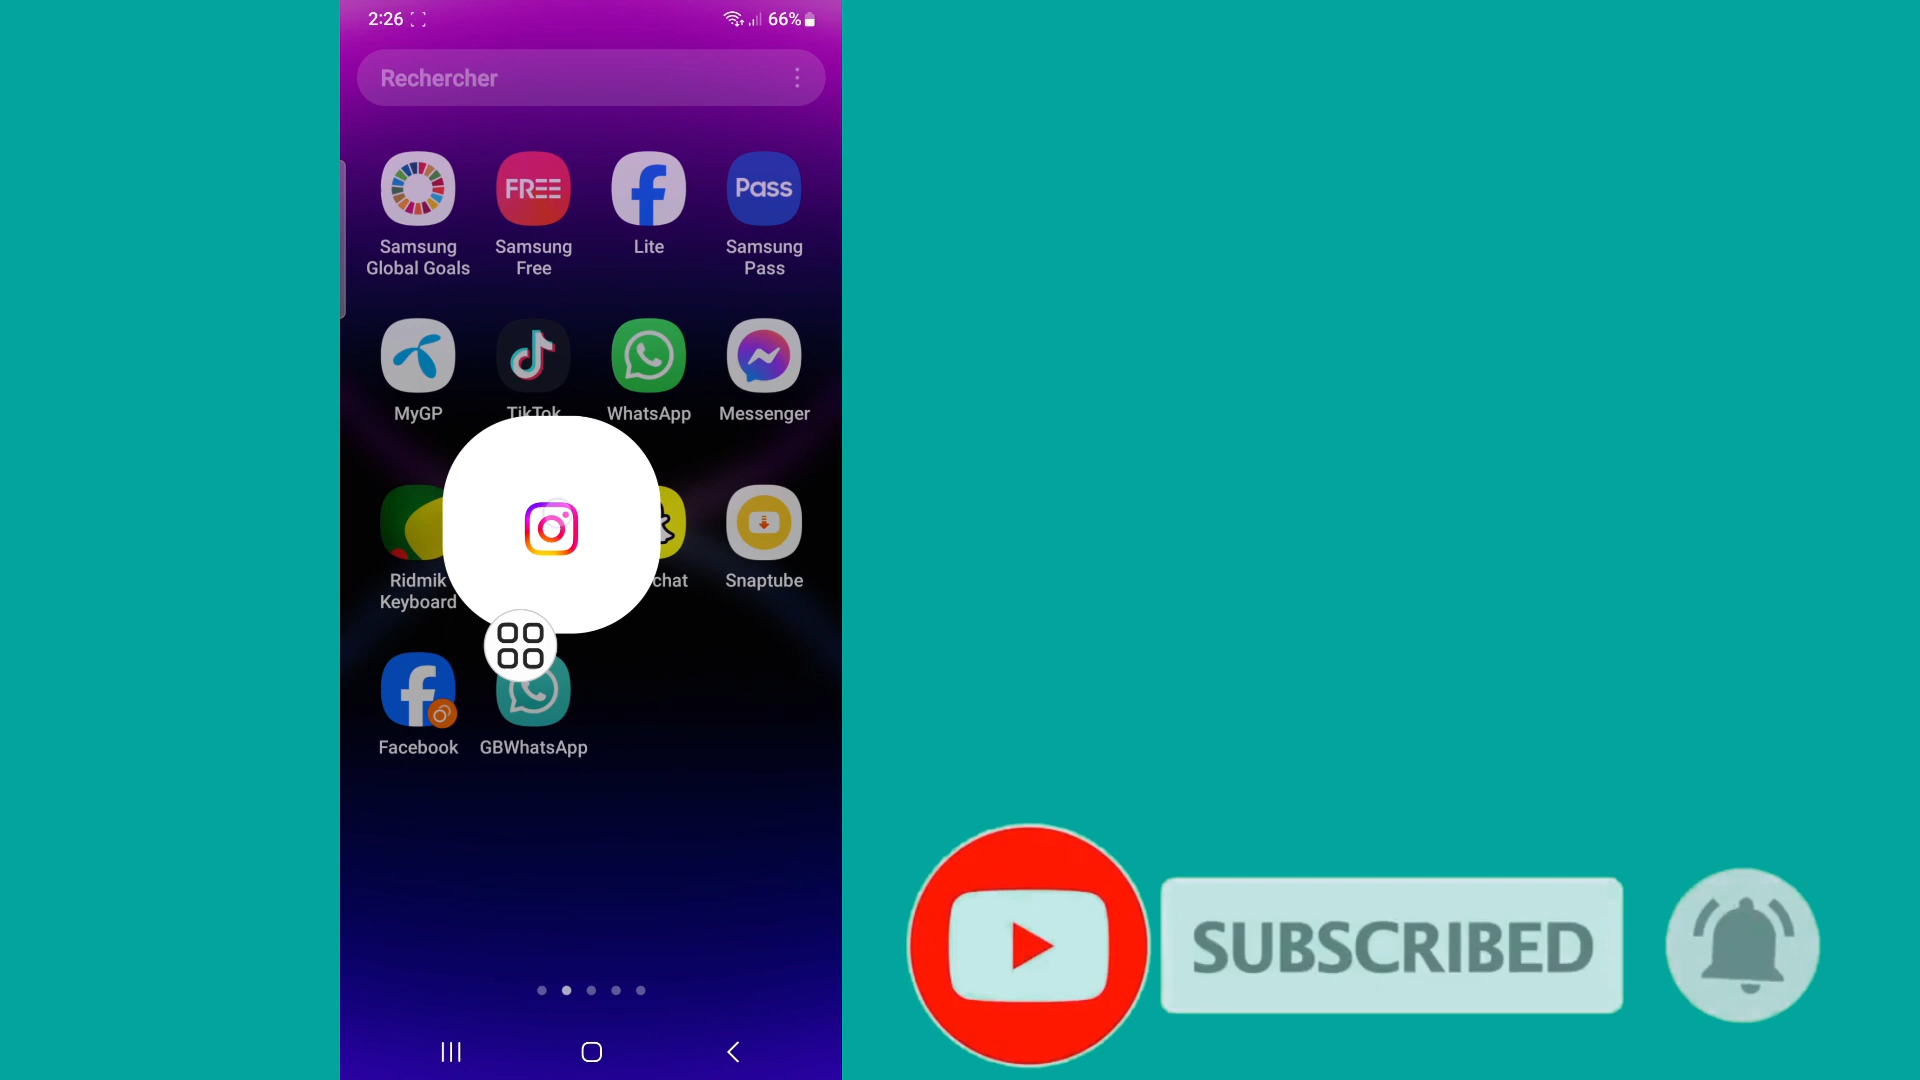 2:26
66%
Rechercher
FREE
Pass
Samsung
Global Goals
Samsung
Free
Lite
Samsung
Pass
MyGP
TikTok
WhatsApp
Messenger
Ridmik
Keyboard
chat
Snaptube
Facebook
GBWhatsApp
SUBSCRIBED